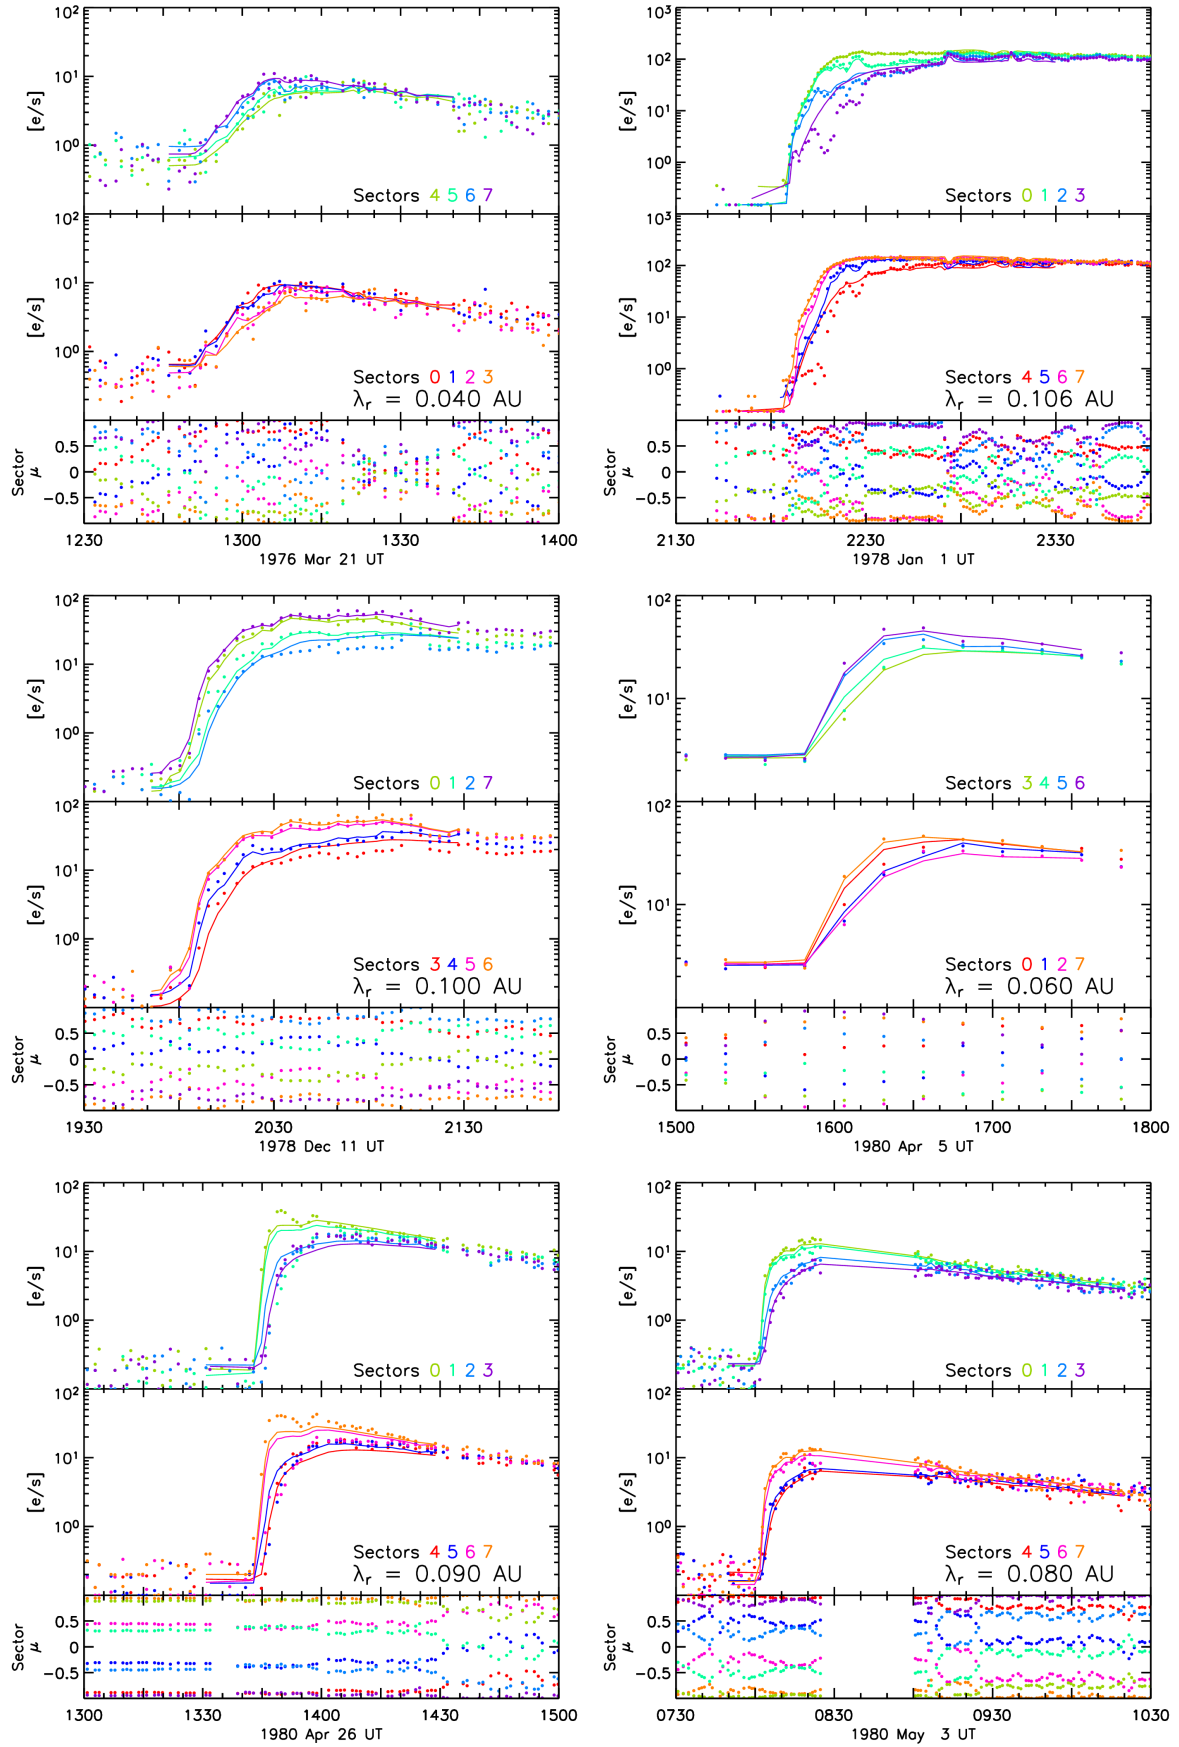 10² 10³
[e/s] 10¹ [e/s] 10²
10¹
10⁰ 10⁰
Sectors 4 5 6 7 Sectors 0 1 2 3
10² 10³
[e/s] 10¹ [e/s] 10²
10¹
10⁰ 10⁰
Sectors 0 1 2 3 Sectors 4 5 6 7
λr = 0.040 AU λr = 0.106 AU
Sector μ 0.5 0 −0.5 Sector μ 0.5 0 −0.5
1230 1300 1330 1400 2130 2230 2330
1976 Mar 21 UT 1978 Jan 1 UT
10² 10²
[e/s] 10¹ [e/s] 10¹
10⁰
Sectors 0 1 2 7 Sectors 3 4 5 6
10² 10²
[e/s] 10¹ [e/s] 10¹
10⁰
Sectors 3 4 5 6 Sectors 0 1 2 7
λr = 0.100 AU λr = 0.060 AU
Sector μ 0.5 0 −0.5 Sector μ 0.5 0 −0.5
1930 2030 2130 1500 1600 1700 1800
1978 Dec 11 UT 1980 Apr 5 UT
10² 10²
[e/s] 10¹ [e/s] 10¹
10⁰ 10⁰
Sectors 0 1 2 3 Sectors 0 1 2 3
10² 10²
[e/s] 10¹ [e/s] 10¹
10⁰ 10⁰
Sectors 4 5 6 7 Sectors 4 5 6 7
λr = 0.090 AU λr = 0.080 AU
Sector μ 0.5 0 −0.5 Sector μ 0.5 0 −0.5
1300 1330 1400 1430 1500 0730 0830 0930 1030
1980 Apr 26 UT 1980 May 3 UT